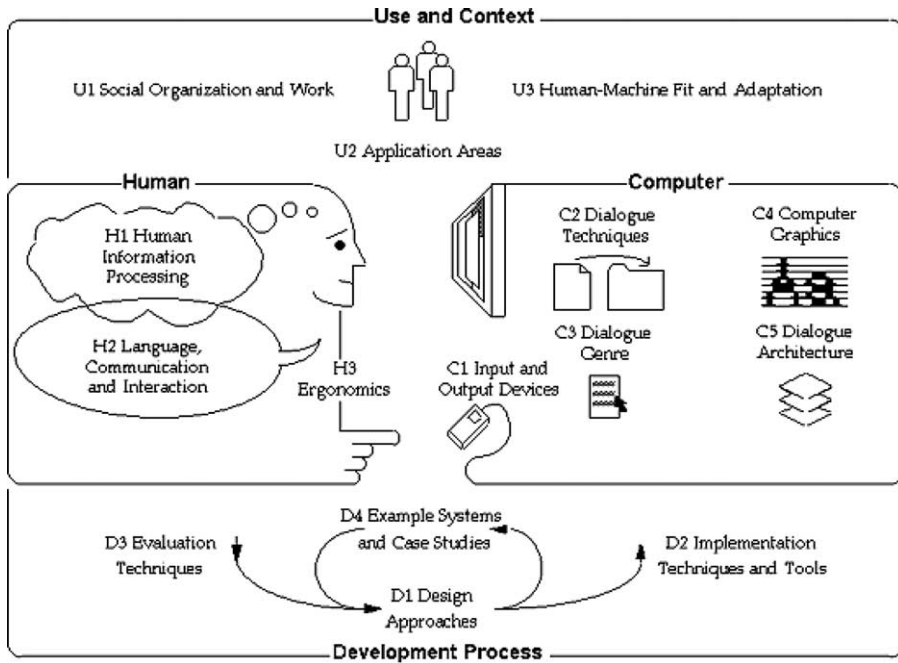 Use and Context
U1 Social Organization and Work
U3 Human-Machine Fit and Adaptation
U2 Application Areas
Human
H1 Human
Information
Processing
H2 Language,
Communication
and Interaction
H3
Ergonomics
Computer
C2 Dialogue
Techniques
C4 Computer
Graphics
C3 Dialogue
Genre
C5 Dialogue
Architecture
C1 Input and
Output Devices
D4 Example Systems
and Case Studies
D3 Evaluation
Techniques
D2 Implementation
Techniques and Tools
D1 Design
Approaches
Development Process